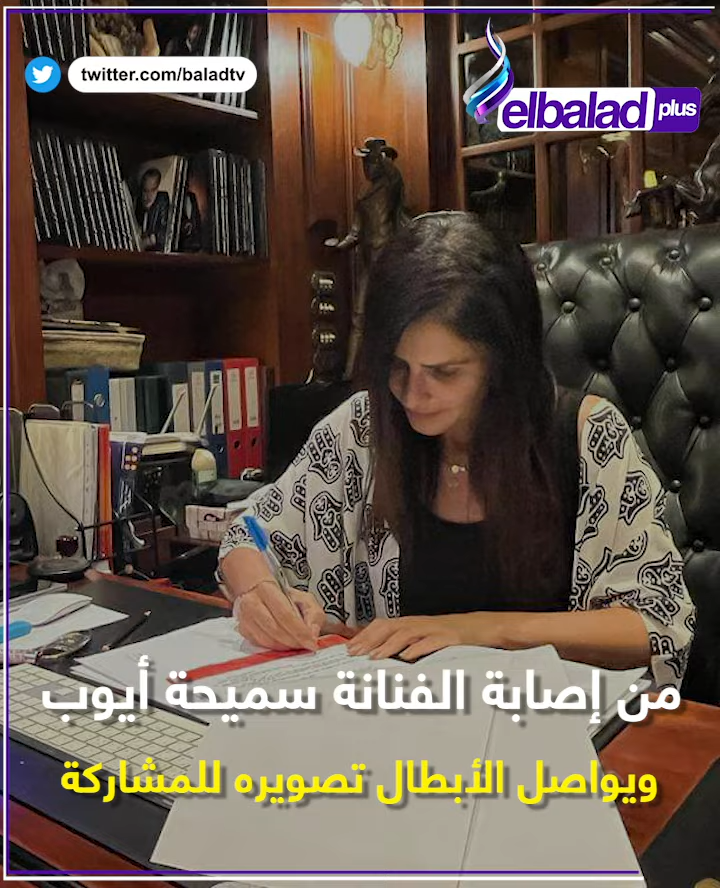 twitter.com/baladtv
elbalad plus
من إصابة الفنانة سميحة أيوب
ويواصل الأبطال تصويره للمشاركة